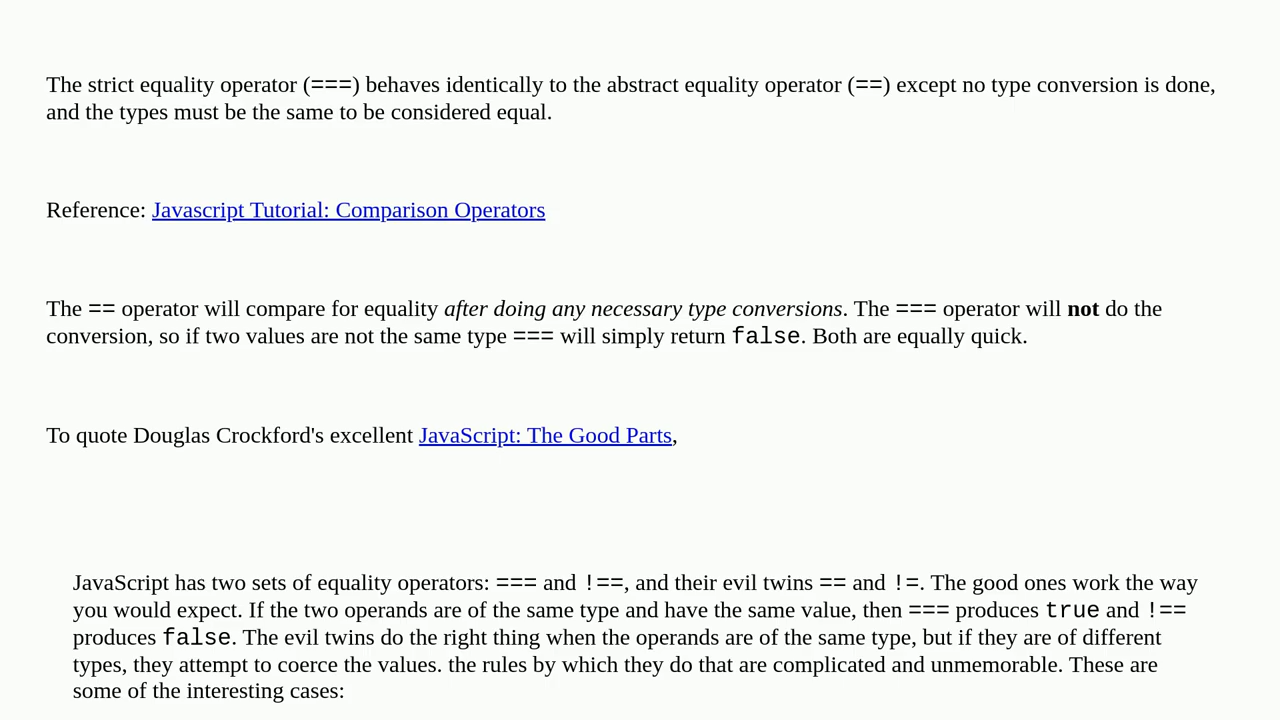 The strict equality operator (===) behaves identically to the abstract equality operator (==) except no type conversion is done,
and the types must be the same to be considered equal.
Reference: Javascript Tutorial: Comparison Operators
The == operator will compare for equality after doing any necessary type conversions. The === operator will not do the
conversion, so if two values are not the same type === will simply return false. Both are equally quick.
To quote Douglas Crockford's excellent JavaScript: The Good Parts,
JavaScript has two sets of equality operators: === and !==, and their evil twins == and !=. The good ones work the way
you would expect. If the two operands are of the same type and have the same value, then === produces true and !==
produces false. The evil twins do the right thing when the operands are of the same type, but if they are of different
types, they attempt to coerce the values. the rules by which they do that are complicated and unmemorable. These are
some of the interesting cases: